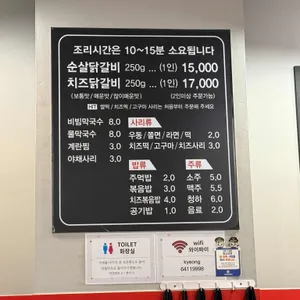 조리시간은 10~15분 소요됩니다
순살닭갈비 250g ... (1인) 15,000
치즈닭갈비 250g ... (1인) 17,000
(보통맛 / 매운맛 / 많이매운맛) (2인이상 주문가능)
HIT 쌀떡 / 치즈떡 / 고구마 사리는 처음부터 주문해 주세요
비빔막국수 8,0
물막국수 8,0
계란찜 3,0
야채사리 3,0
사리류
우동 / 쫄면 / 라면 / 떡 2,0
치즈떡 / 고구마 / 치즈사리 3,0
밥류
주먹밥 2,0
볶음밥 3,0
치즈볶음밥 4,0
공기밥 1,0
주류
소주 5,0
맥주 5,5
청하 6,0
음료 2,0
TOILET
화장실
wifi
와이파이
kyeong
64119998